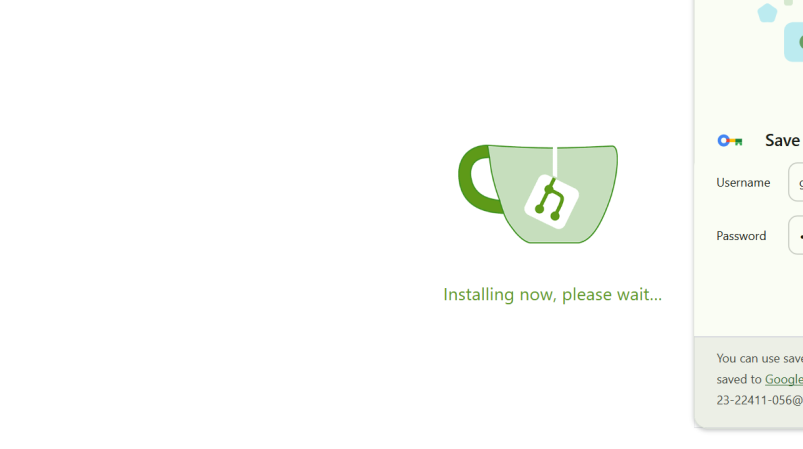 Installing now, please wait...
Save
Username
Password
You can use save
saved to Google
23-22411-056@